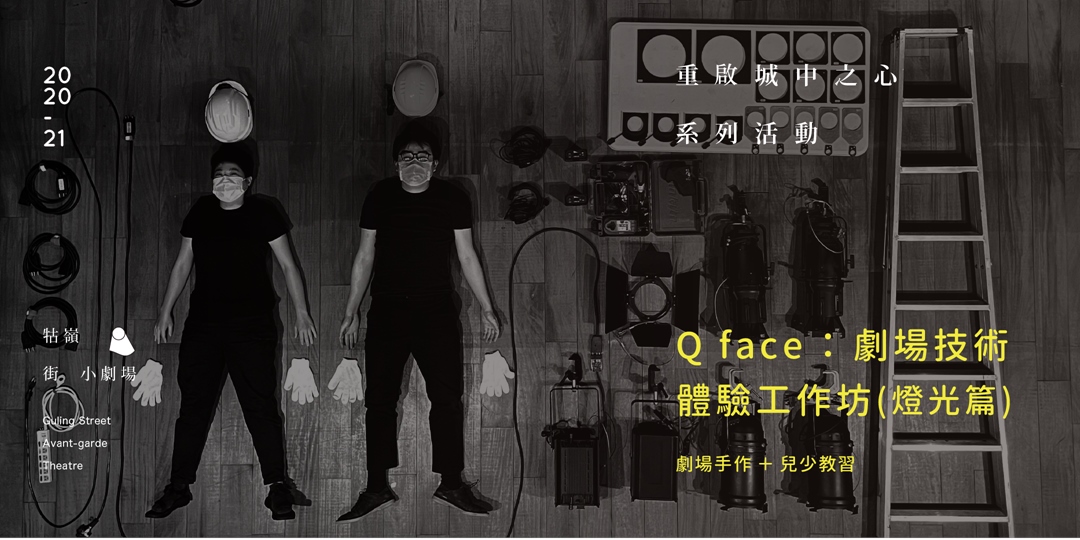 20
20
-
21
重啟城中之心
系列活動
牯嶺
街 小劇場
Guling Street
Avant-garde
Theatre
Q face：劇場技術
體驗工作坊(燈光篇)
劇場手作＋兒少教習